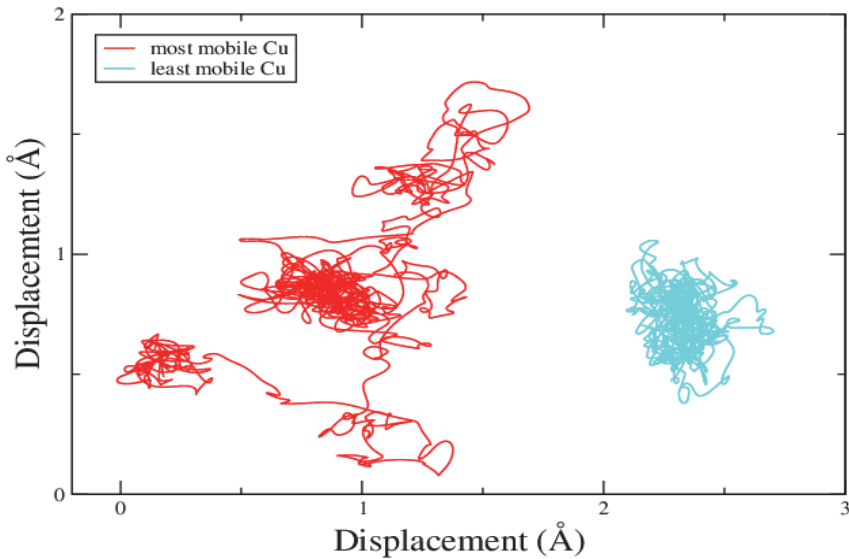 2
most mobile Cu
least mobile Cu
Displacemtent (Å)
1
0
0
1
2
3
Displacement (Å)